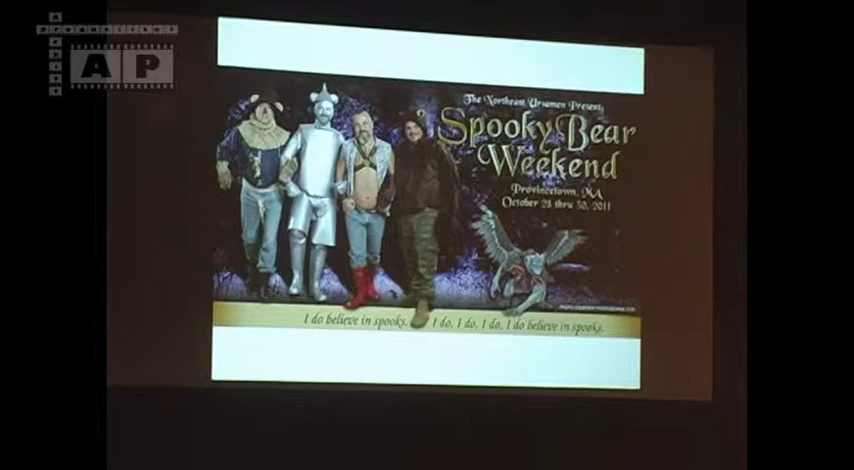 AP
ARCHIVE
The Northeast Ursamen Present:
Spooky Bear
Weekend
Provincetown, MA
October 28 thru 30, 2011
I do believe in spooks. I do, I do, I do, I do believe in spooks.